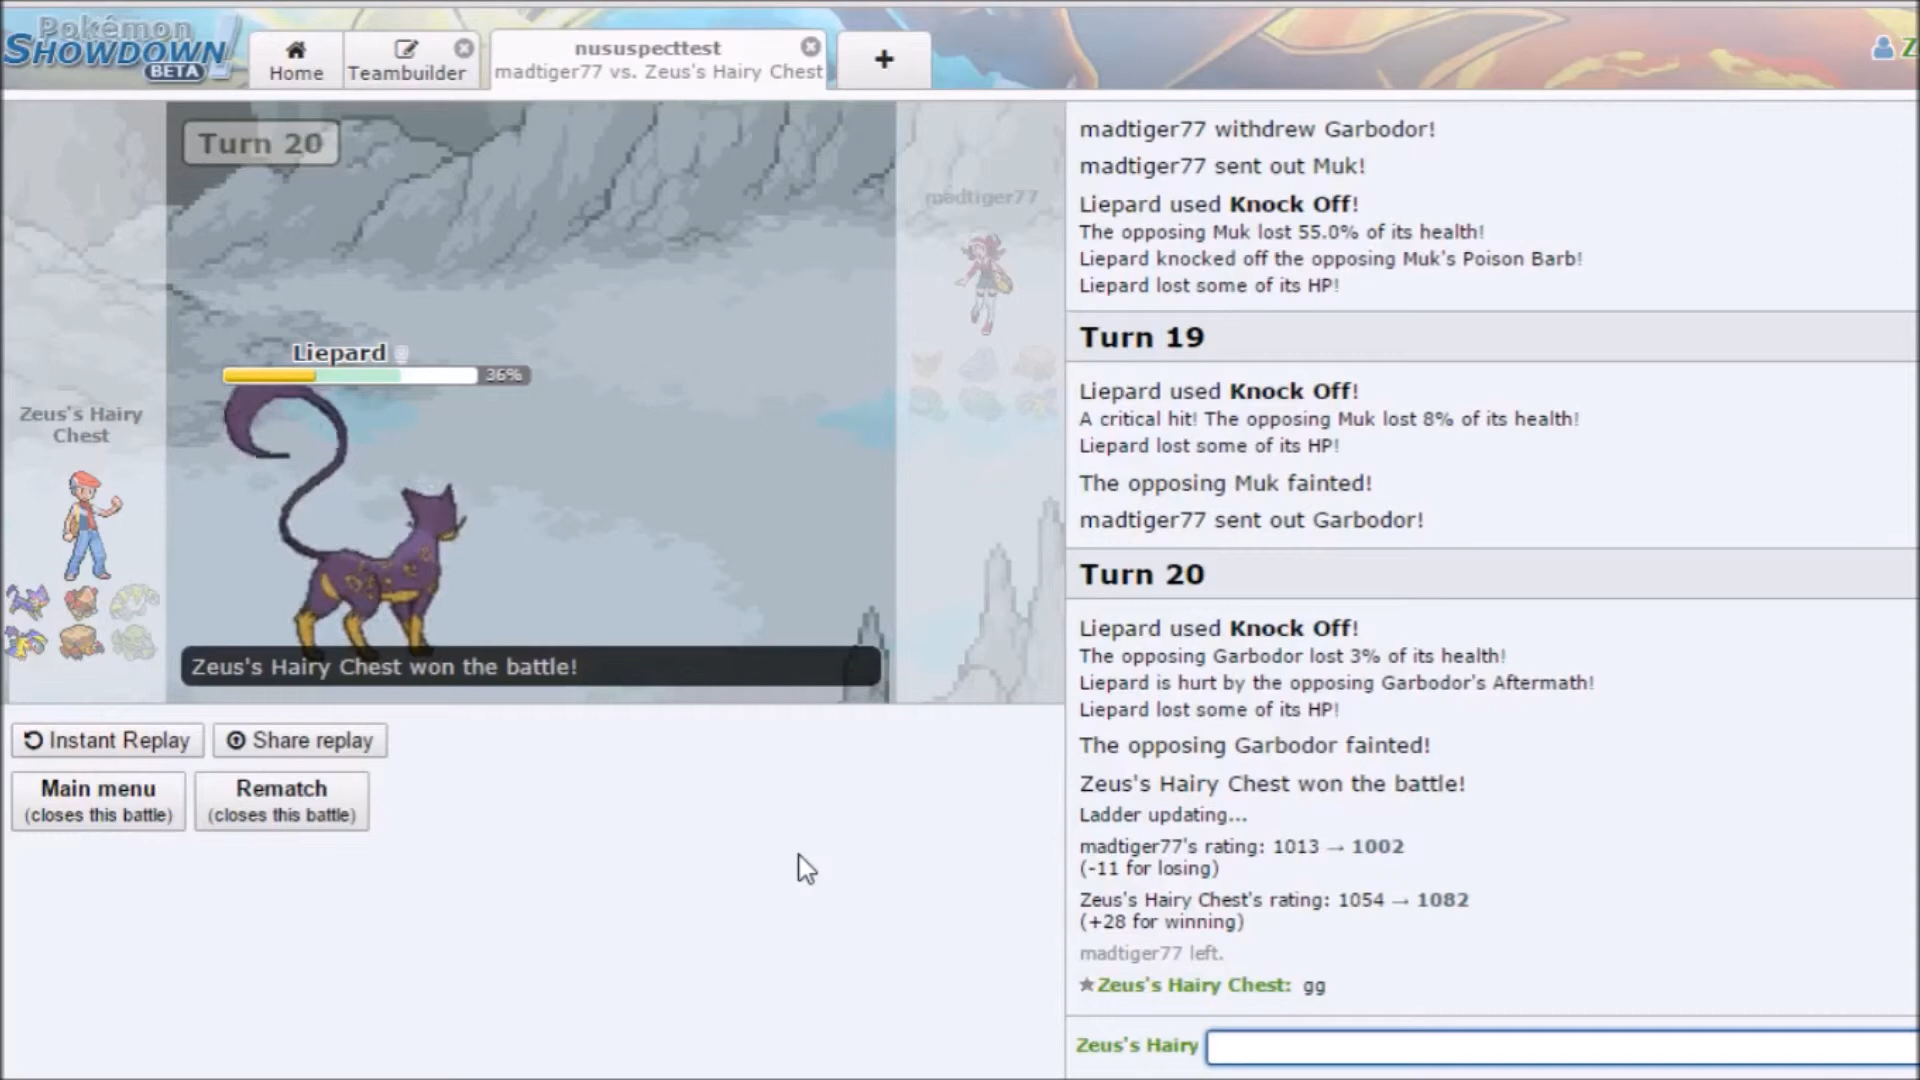 Pokémon
SHOWDOWN!
BETA
Home
Teambuilder
nususpecttest
madtiger77 vs. Zeus's Hairy Chest
+
Z
Turn 20
madtiger77
Liepard
36%
Zeus's Hairy
Chest
Zeus's Hairy Chest won the battle!
Instant Replay
Share replay
Main menu
(closes this battle)
Rematch
(closes this battle)
madtiger77 withdrew Garbodor!
madtiger77 sent out Muk!
Liepard used Knock Off!
The opposing Muk lost 55.0% of its health!
Liepard knocked off the opposing Muk's Poison Barb!
Liepard lost some of its HP!
Turn 19
Liepard used Knock Off!
A critical hit! The opposing Muk lost 8% of its health!
Liepard lost some of its HP!
The opposing Muk fainted!
madtiger77 sent out Garbodor!
Turn 20
Liepard used Knock Off!
The opposing Garbodor lost 3% of its health!
Liepard is hurt by the opposing Garbodor's Aftermath!
Liepard lost some of its HP!
The opposing Garbodor fainted!
Zeus's Hairy Chest won the battle!
Ladder updating...
madtiger77's rating: 1013 → 1002
(-11 for losing)
Zeus's Hairy Chest's rating: 1054 → 1082
(+28 for winning)
madtiger77 left.
★Zeus's Hairy Chest: gg
Zeus's Hairy